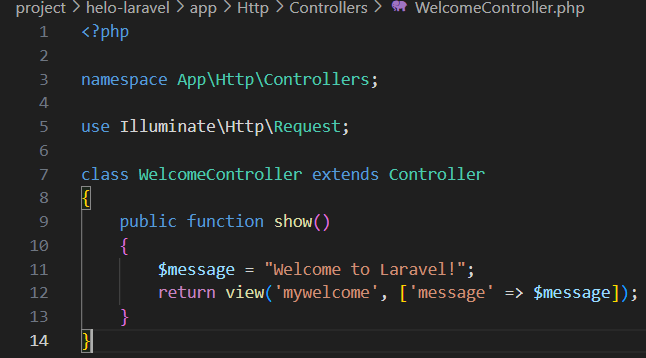 project > helo-laravel > app > Http > Controllers > WelcomeController.php
1 <?php
2
3 namespace App\Http\Controllers;
4
5 use Illuminate\Http\Request;
6
7 class WelcomeController extends Controller
8 {
9     public function show()
10     {
11         $message = "Welcome to Laravel!";
12         return view('mywelcome', ['message' => $message]);
13     }
14 }